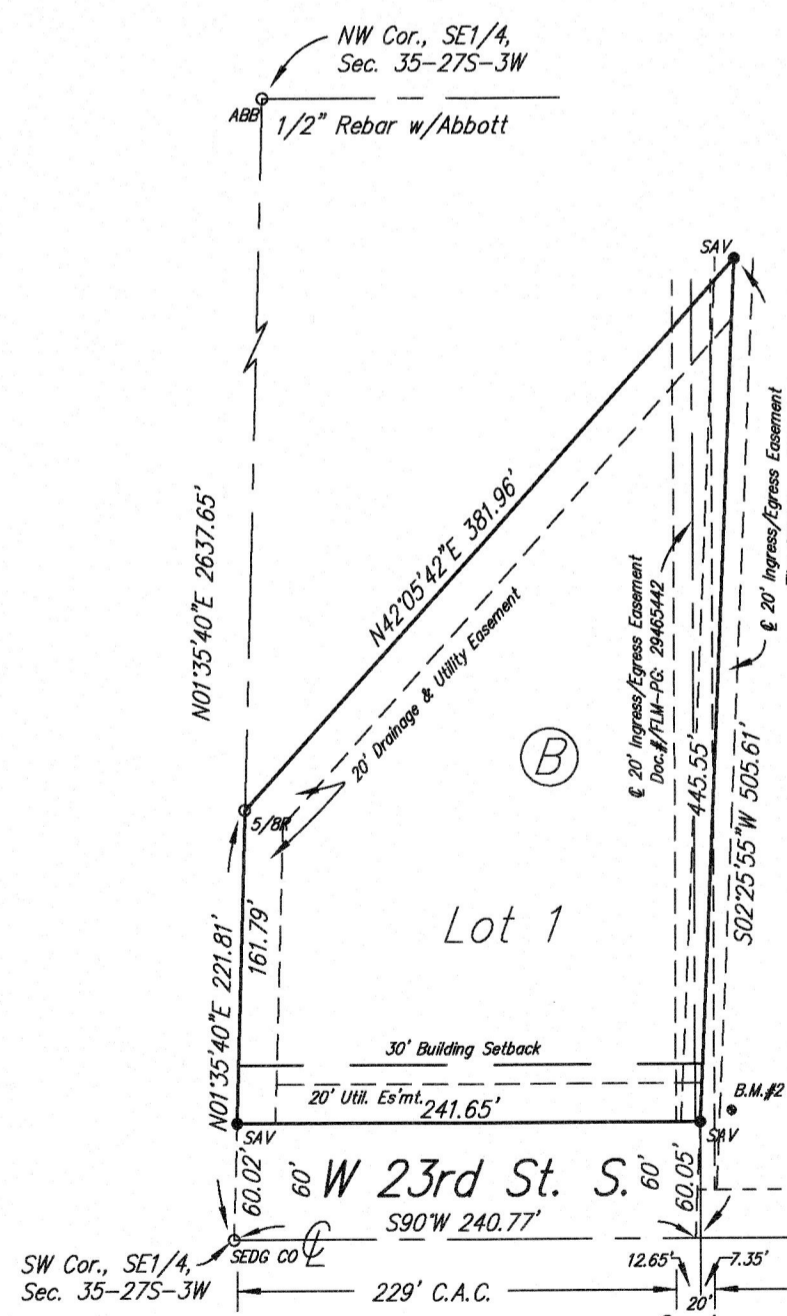 NW Cor., SE1/4,
Sec. 35-27S-3W
ABB
1/2" Rebar w/Abbott
SAV
N01°35'40"E 2637.65'
N42°05'42"E 381.96'
20' Drainage & Utility Easement
℄ 20' Ingress/Egress Easement
Doc.#/FLM-PG: 29465442
445.55'
℄ 20' Ingress/Egress Easement
S02°25'55"W 505.61'
5/8R
B
Lot 1
N01°35'40"E 221.81'
161.79'
30' Building Setback
20' Util. Es'mt.
241.65'
B.M.#2
SAV
SAV
60.02'
60'
W 23rd St. S.
60'
60.05'
S90°W 240.77'
SEDG CO
℄
SW Cor., SE1/4,
Sec. 35-27S-3W
229' C.A.C.
12.65'
7.35'
20'